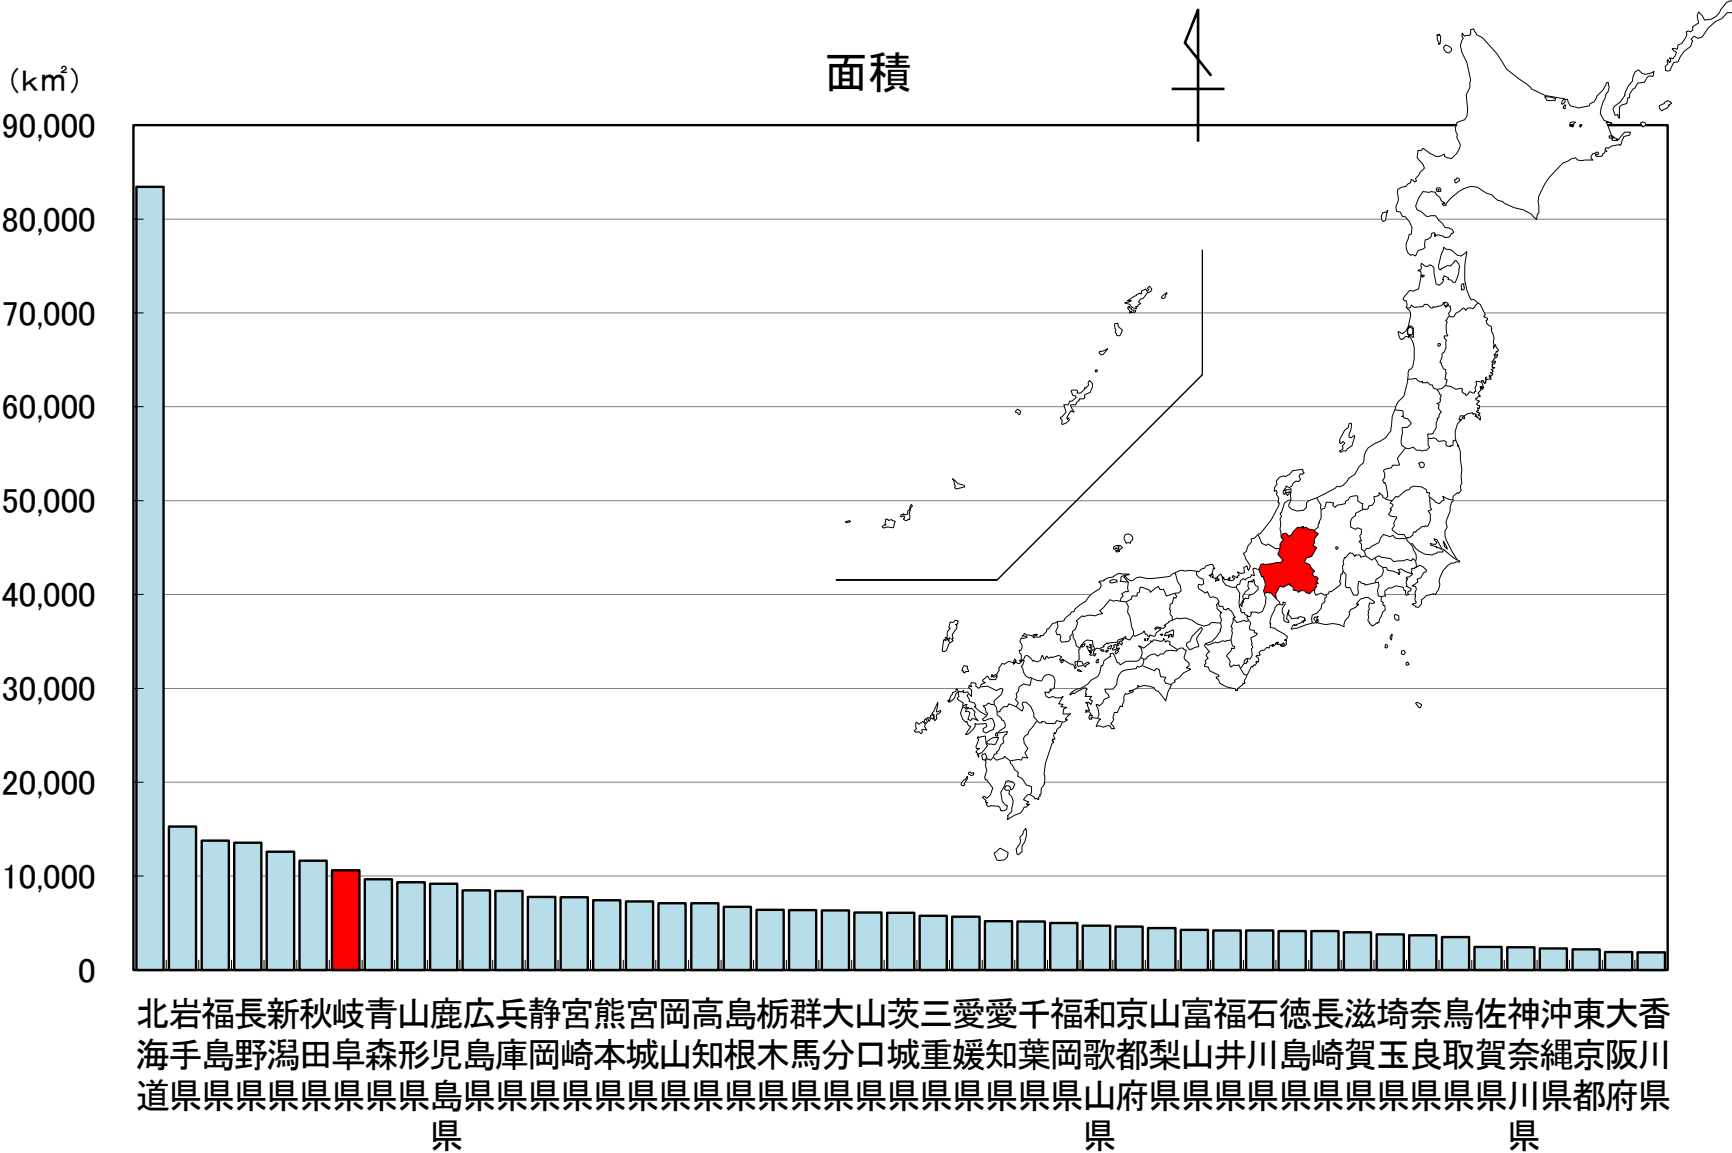 面積
（k㎡）
90,000
80,000
70,000
60,000
50,000
40,000
30,000
20,000
10,000
0
北海道
岩手県
福島県
長野県
新潟県
秋田県
岐阜県
青森県
山形県
鹿児島県
広島県
兵庫県
静岡県
宮崎県
熊本県
宮城県
岡山県
高知県
島根県
栃木県
群馬県
大分県
山口県
茨城県
三重県
愛媛県
愛知県
千葉県
福岡県
和歌山県
京都府
山梨県
富山県
福井県
石川県
徳島県
長崎県
滋賀県
埼玉県
奈良県
鳥取県
佐賀県
神奈川県
沖縄県
東京都
大阪府
香川県